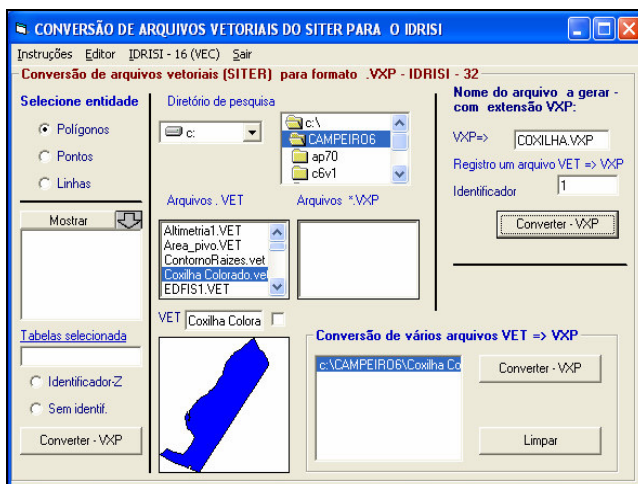 CONVERSÃO DE ARQUIVOS VETORIAIS DO SITER PARA O IDRISI
Instruções Editor IDRISI - 16 (VEC) Sair
Conversão de arquivos vetoriais (SITER) para formato .VXP - IDRISI - 32
Selecione entidade
Polígonos
Pontos
Linhas
Mostrar
Tabelas selecionada
Identificador-Z
Sem identif.
Converter - VXP
Diretório de pesquisa
c:
c:\
CAMPEIRO6
ap70
c6v1
Arquivos . VET
Arquivos *.VXP
Altimetria1.VET
Area_pivo.VET
ContornoRaizes.vet
Coxilha Colorado.ve
EDFIS1.VET
VET Coxilha Colora
Nome do arquivo a gerar -
com extensão VXP:
VXP=> COXILHA.VXP
Registro um arquivo VET => VXP
Identificador 1
Converter - VXP
Conversão de vários arquivos VET => VXP
c:\CAMPEIRO6\Coxilha Co
Converter - VXP
Limpar